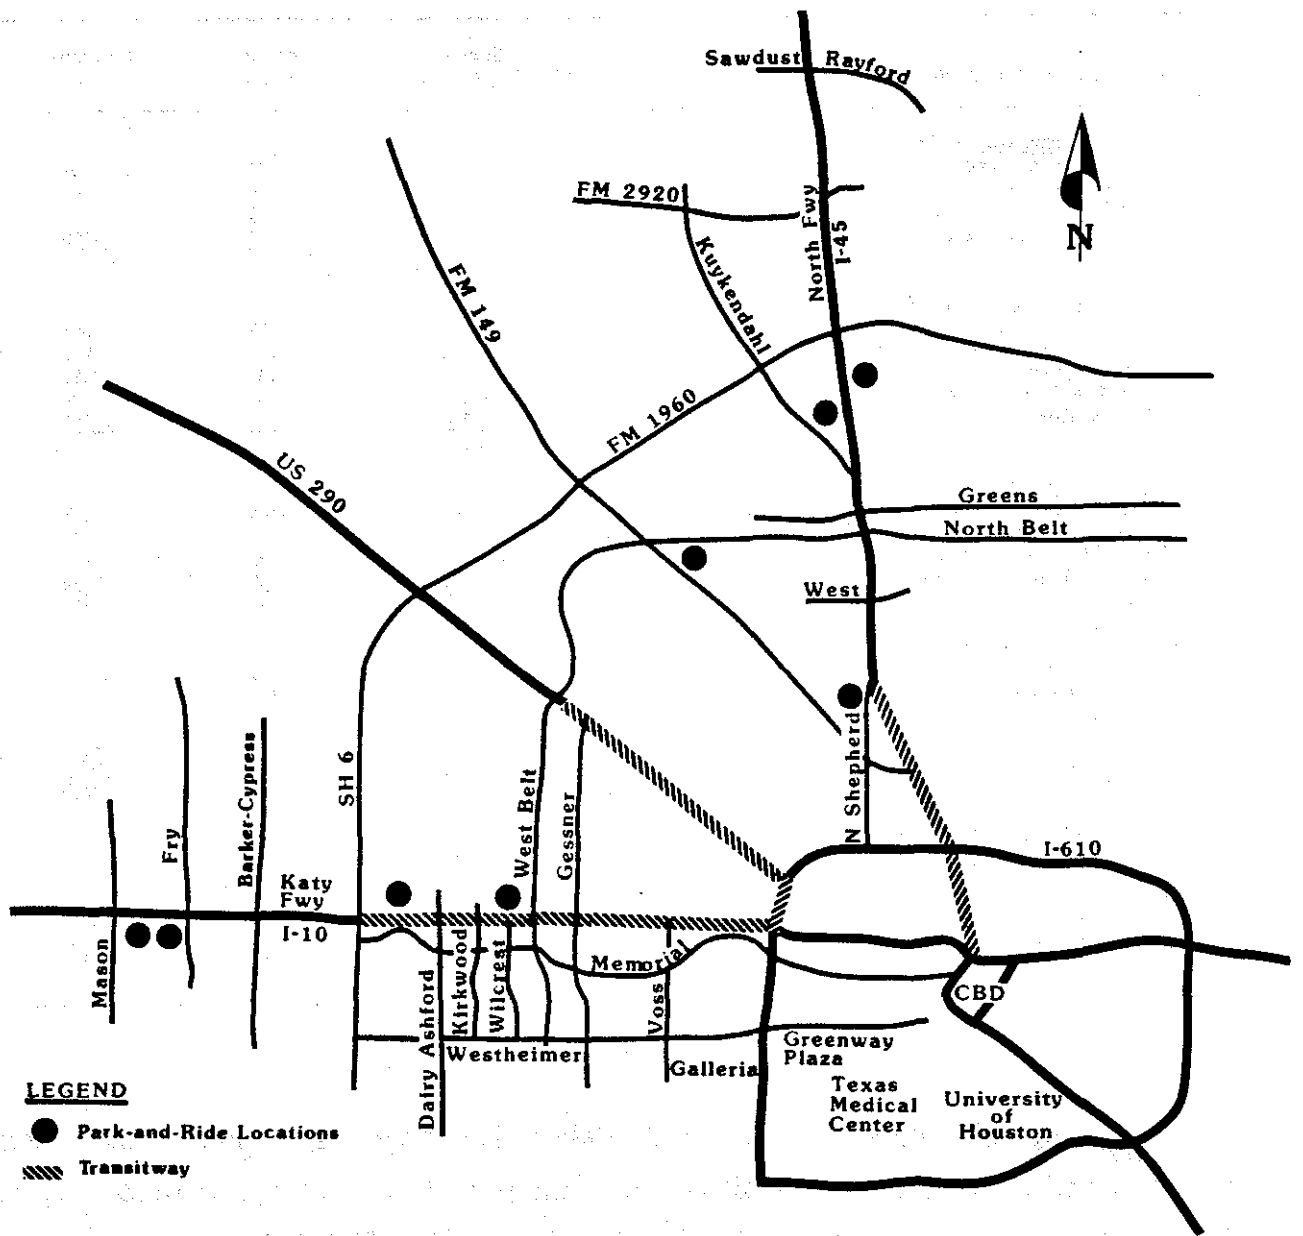 Sawdust Rayford
FM 2920
North Fwy
I-45
N
Kuykendahl
FM 149
FM 1960
US 290
Greens
North Belt
West
N Shepherd
SH 6
Barker-Cypress
Fry
West Belt
Gessner
I-610
Katy
Fwy
I-10
Mason
Dairy Ashford
Kirkwood
Wilcrest
Memorial
Voss
CBD
Westheimer
Galleria
Greenway
Plaza
Texas
Medical
Center
University
of
Houston
LEGEND
Park-and-Ride Locations
Transitway